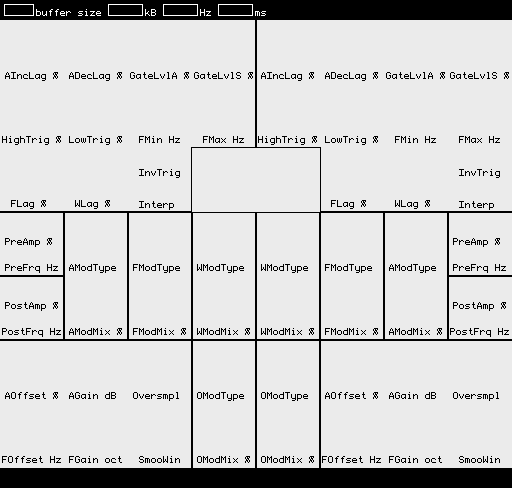 buffer size kB Hz ms
AIncLag % ADecLag % GateLvlA % GateLvlS % AIncLag % ADecLag % GateLvlA % GateLvlS %
HighTrig % LowTrig % FMin Hz FMax Hz HighTrig % LowTrig % FMin Hz FMax Hz
InvTrig InvTrig
FLag % WLag % Interp FLag % WLag % Interp
PreAmp % PreAmp %
PreFrq Hz AModType FModType WModType WModType FModType AModType PreFrq Hz
PostAmp % PostAmp %
PostFrq Hz AModMix % FModMix % WModMix % WModMix % FModMix % AModMix % PostFrq Hz
AOffset % AGain dB Oversmpl OModType OModType AOffset % AGain dB Oversmpl
FOffset Hz FGain oct SmooWin OModMix % OModMix % FOffset Hz FGain oct SmooWin